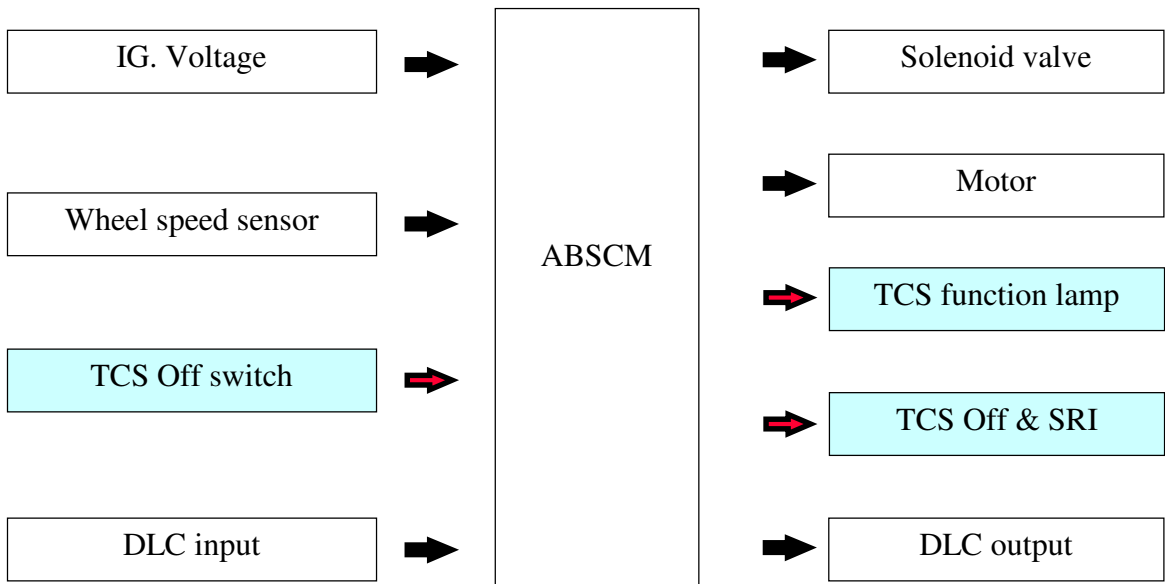 IG. Voltage
Wheel speed sensor
TCS Off switch
DLC input
ABSCM
Solenoid valve
Motor
TCS function lamp
TCS Off & SRI
DLC output